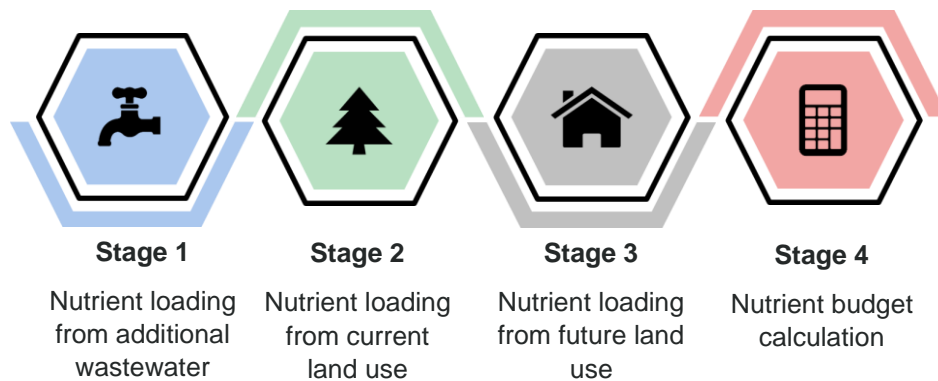 Stage 1
Nutrient loading
from additional
wastewater
Stage 2
Nutrient loading
from current
land use
Stage 3
Nutrient loading
from future land
use
Stage 4
Nutrient budget
calculation